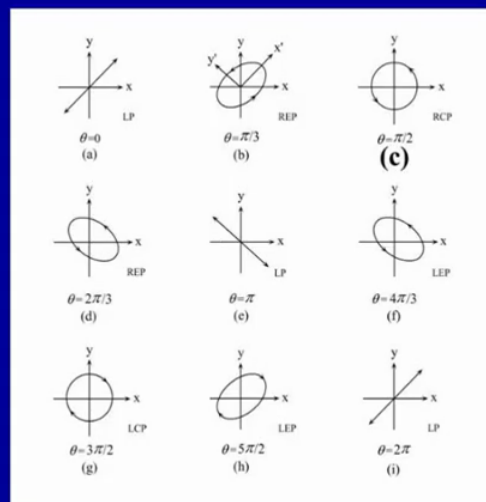 y
x
LP
θ=0
(a)
y
y'
x'
x
REP
θ=π/3
(b)
y
x
RCP
θ=π/2
(c)
y
x
REP
θ=2π/3
(d)
y
x
LP
θ=π
(e)
y
x
LEP
θ=4π/3
(f)
y
x
LCP
θ=3π/2
(g)
y
x
LEP
θ=5π/2
(h)
y
x
LP
θ=2π
(i)